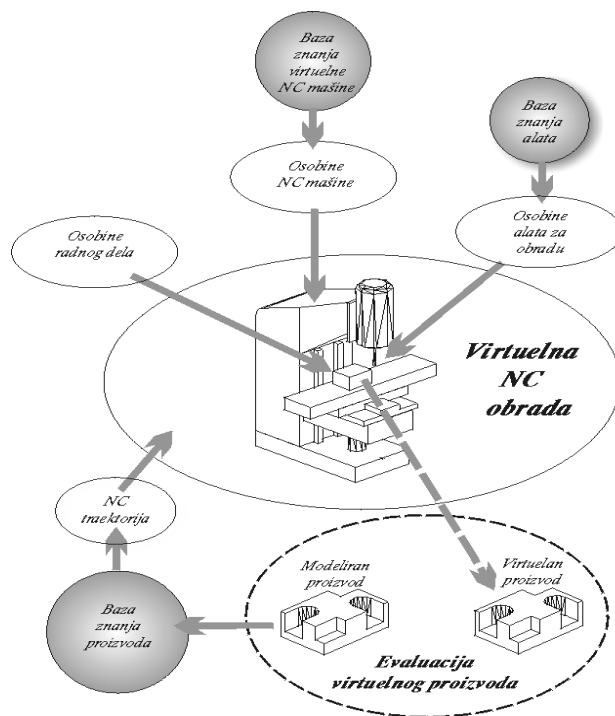 Baza
znanja
virtuelne
NC mašine
Baza
znanja
alata
Osobine
NC mašine
Osobine
alata za
obradu
Osobine
radnog dela
Virtuelna
NC
obrada
NC
traektorija
Modeliran
proizvod
Virtuelan
proizvod
Baza
znanja
proizvoda
Evaluacija
virtuelnog proizvoda